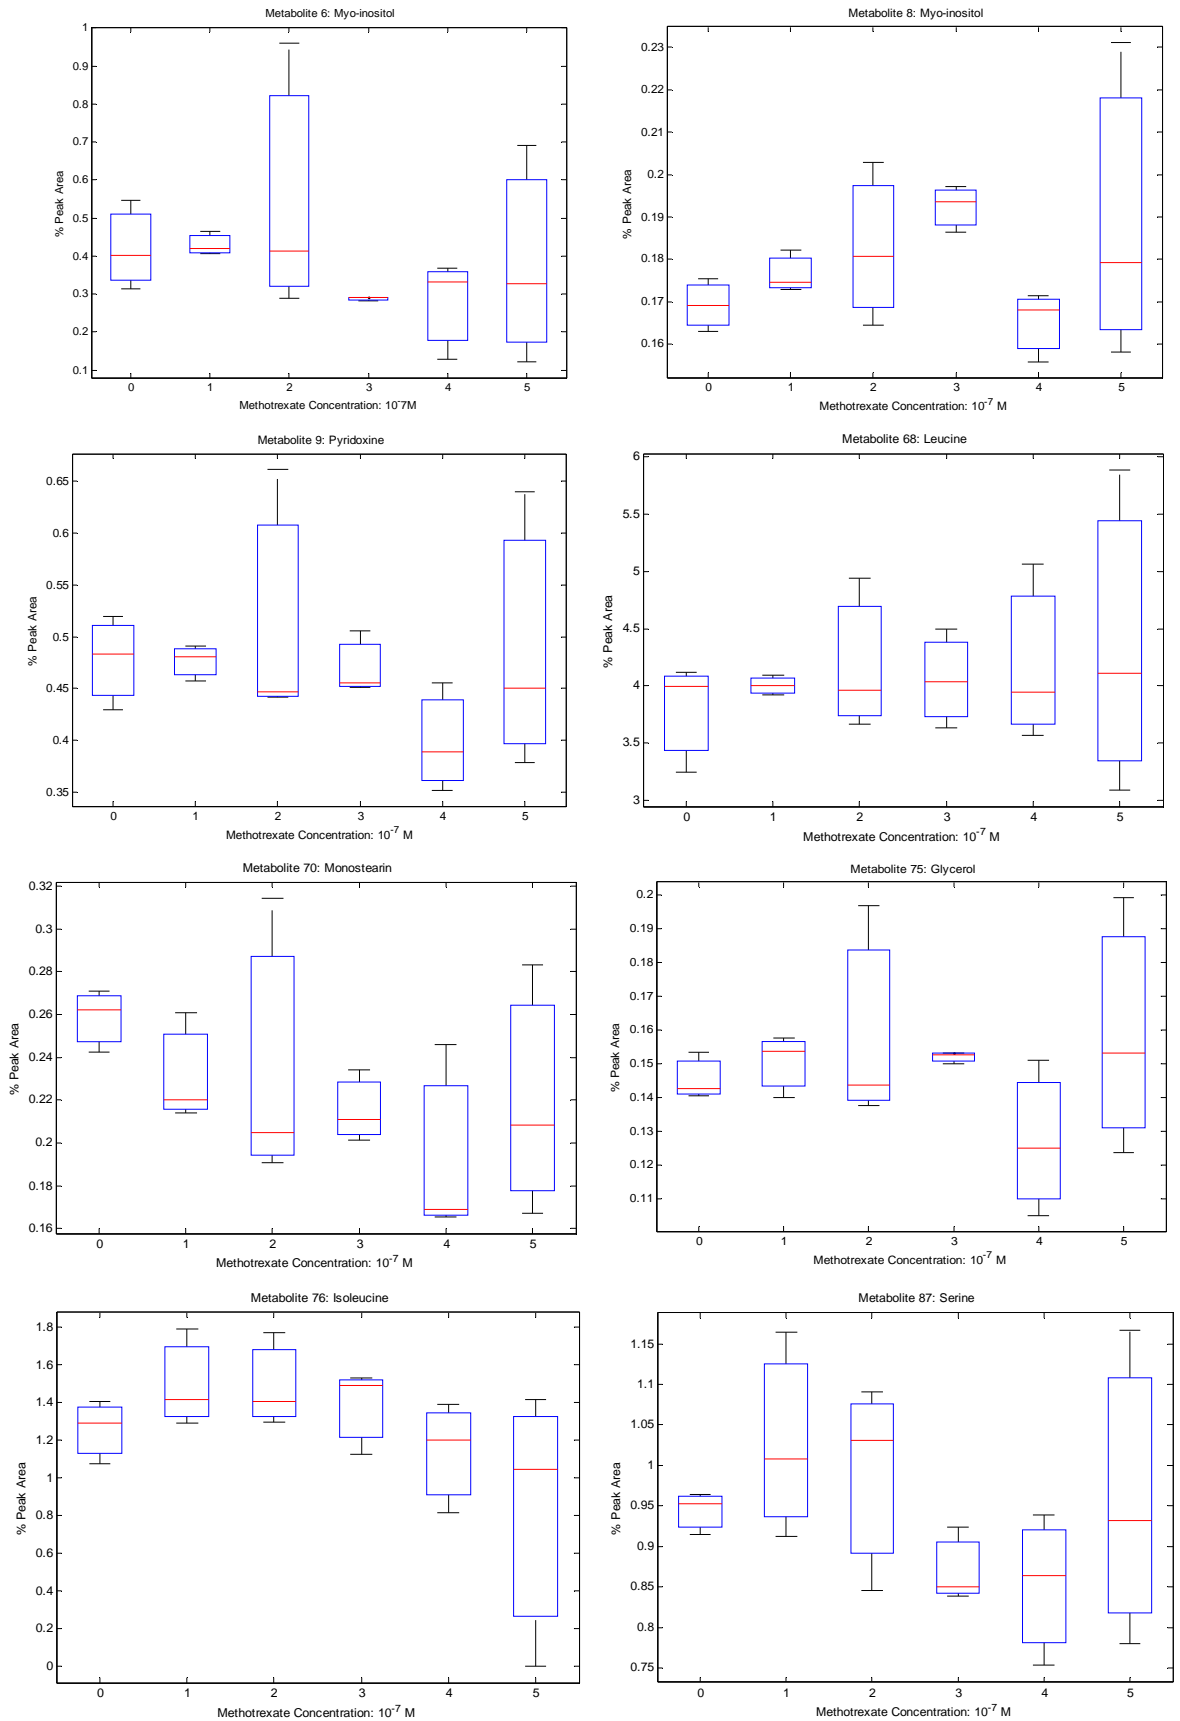 Metabolite 6: Myo-inositol
1
0.9
0.8
0.7
0.6
0.5
0.4
0.3
0.2
0.1
% Peak Area
0 1 2 3 4 5
Methotrexate Concentration: 10-7M
Metabolite 8: Myo-inositol
0.23
0.22
0.21
0.2
0.19
0.18
0.17
0.16
% Peak Area
0 1 2 3 4 5
Methotrexate Concentration: 10-7 M
Metabolite 9: Pyridoxine
0.65
0.6
0.55
0.5
0.45
0.4
0.35
% Peak Area
0 1 2 3 4 5
Methotrexate Concentration: 10-7 M
Metabolite 68: Leucine
6
5.5
5
4.5
4
3.5
3
% Peak Area
0 1 2 3 4 5
Methotrexate Concentration: 10-7 M
Metabolite 70: Monostearin
0.32
0.3
0.28
0.26
0.24
0.22
0.2
0.18
0.16
% Peak Area
0 1 2 3 4 5
Methotrexate Concentration: 10-7 M
Metabolite 75: Glycerol
0.2
0.19
0.18
0.17
0.16
0.15
0.14
0.13
0.12
0.11
% Peak Area
0 1 2 3 4 5
Methotrexate Concentration: 10-7 M
Metabolite 76: Isoleucine
1.8
1.6
1.4
1.2
1
0.8
0.6
0.4
0.2
0
% Peak Area
0 1 2 3 4 5
Methotrexate Concentration: 10-7 M
Metabolite 87: Serine
1.15
1.1
1.05
1
0.95
0.9
0.85
0.8
0.75
% Peak Area
0 1 2 3 4 5
Methotrexate Concentration: 10-7 M